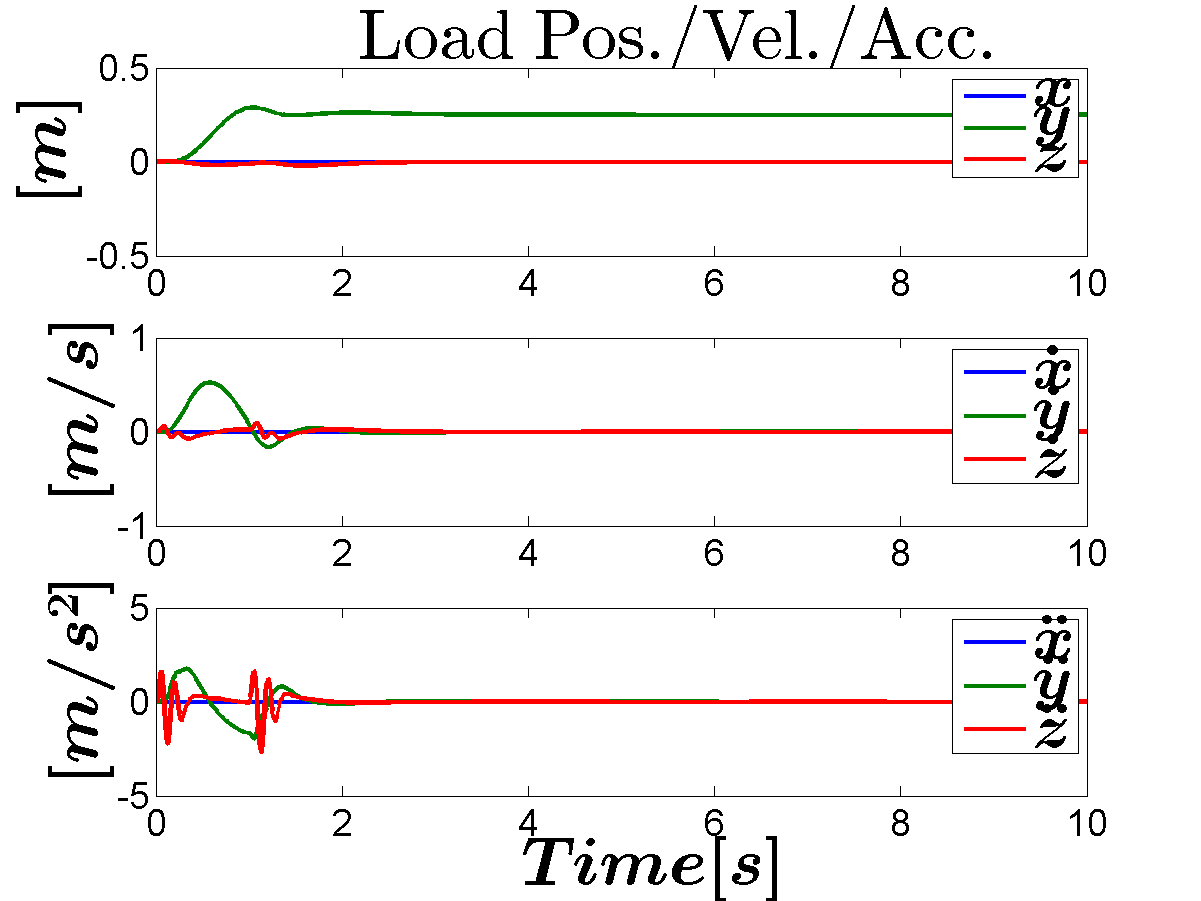 Load Pos./Vel./Acc.
[m]
0.5
0
-0.5
0 2 4 6 8 10
x
y
z
[m/s]
1
0
-1
0 2 4 6 8 10
ẋ
ẏ
ż
[m/s²]
5
0
-5
0 2 4 6 8 10
ẍ
ÿ
z̈
Time[s]